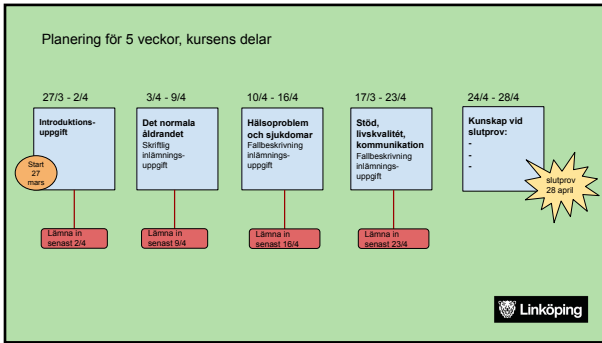 Planering för 5 veckor, kursens delar
27/3 - 2/4
3/4 - 9/4
10/4 - 16/4
17/3 - 23/4
24/4 - 28/4
Introduktions-
uppgift
Start
27
mars
Det normala
åldrandet
Skriftlig
inlämnings-
uppgift
Hälsoproblem
och sjukdomar
Fallbeskrivning
inlämnings-
uppgift
Stöd,
livskvalitét,
kommunikation
Fallbeskrivning
inlämnings-
uppgift
Kunskap vid
slutprov:
-
-
-
slutprov
28 april
Lämna in
senast 2/4
Lämna in
senast 9/4
Lämna in
senast 16/4
Lämna in
senast 23/4
Linköping